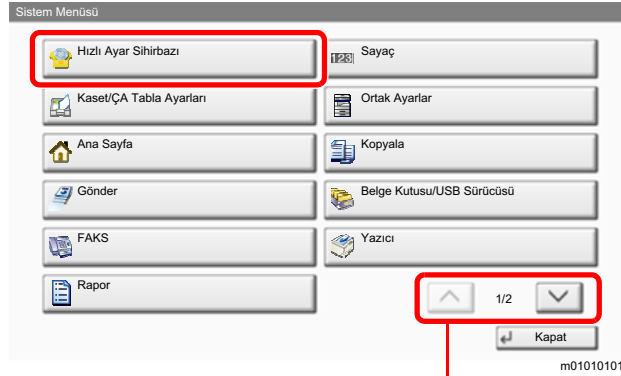 Sistem Menüsü
Hızlı Ayar Sihirbazı
123 Sayaç
Kaset/ÇA Tabla Ayarları
Ortak Ayarlar
Ana Sayfa
Kopyala
Gönder
Belge Kutusu/USB Sürücüsü
FAKS
Yazıcı
Rapor
1/2
Kapat
m01010101